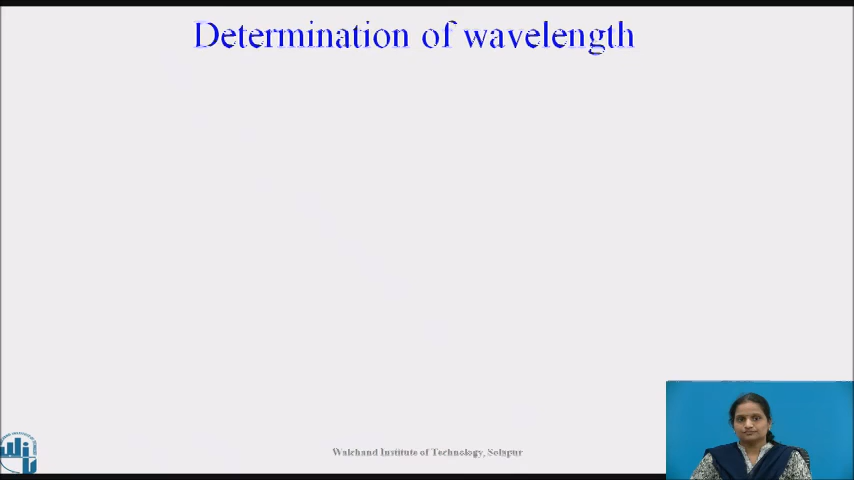 Determination of wavelength
Walchand Institute of Technology, Solapur